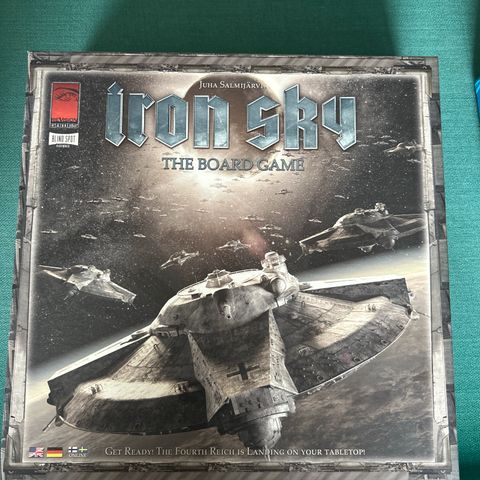 JUHA SALMIJÄRVI
iron sky
THE BOARD GAME
BLIND SPOT
GET READY! THE FOURTH REICH IS LANDING ON YOUR TABLETOP!
ONLINE